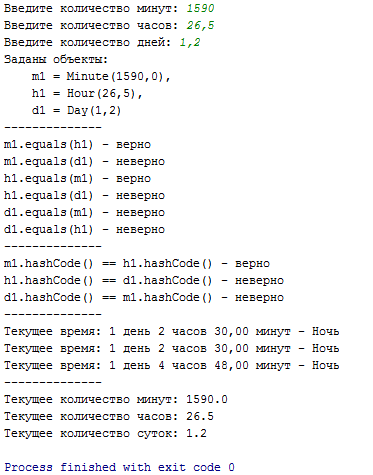 Введите количество минут: 1590
Введите количество часов: 26,5
Введите количество дней: 1,2
Заданы объекты:
    m1 = Minute(1590,0),
    h1 = Hour(26,5),
    d1 = Day(1,2)
--------------
m1.equals(h1) - верно
m1.equals(d1) - неверно
h1.equals(m1) - верно
h1.equals(d1) - неверно
d1.equals(m1) - неверно
d1.equals(h1) - неверно
--------------
m1.hashCode() == h1.hashCode() - верно
h1.hashCode() == d1.hashCode() - неверно
d1.hashCode() == m1.hashCode() - неверно
--------------
Текущее время: 1 день 2 часов 30,00 минут - Ночь
Текущее время: 1 день 2 часов 30,00 минут - Ночь
Текущее время: 1 день 4 часов 48,00 минут - Ночь
--------------
Текущее количество минут: 1590.0
Текущее количество часов: 26.5
Текущее количество суток: 1.2

Process finished with exit code 0